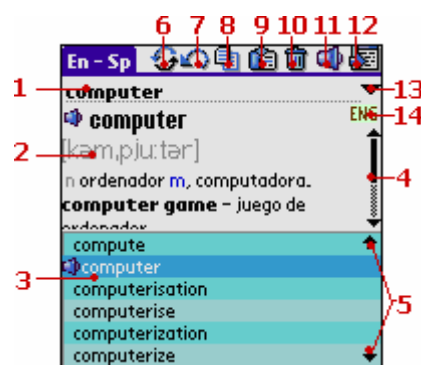 6 7 8 9 10 11 12
En - Sp
1 computer 13
computer ENG 14
2 [kəm,pju:tər]
n ordenador m, computadora. 4
computer game – juego de
ordenador
compute
3 computer
computerisation 5
computerise
computerization
computerize